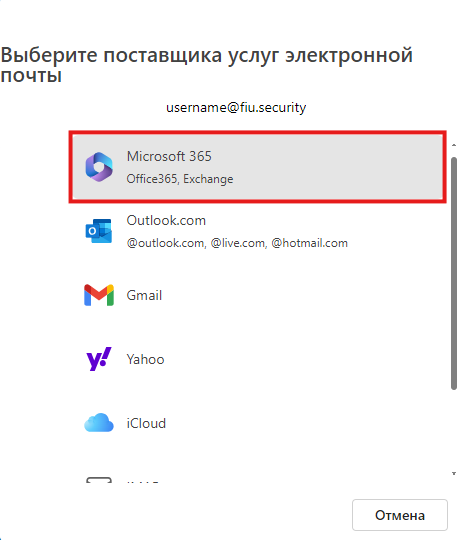 Выберите поставщика услуг электронной
почты
username@fiu.security
Microsoft 365
Office365, Exchange
Outlook.com
@outlook.com, @live.com, @hotmail.com
Gmail
Yahoo
iCloud
Отмена